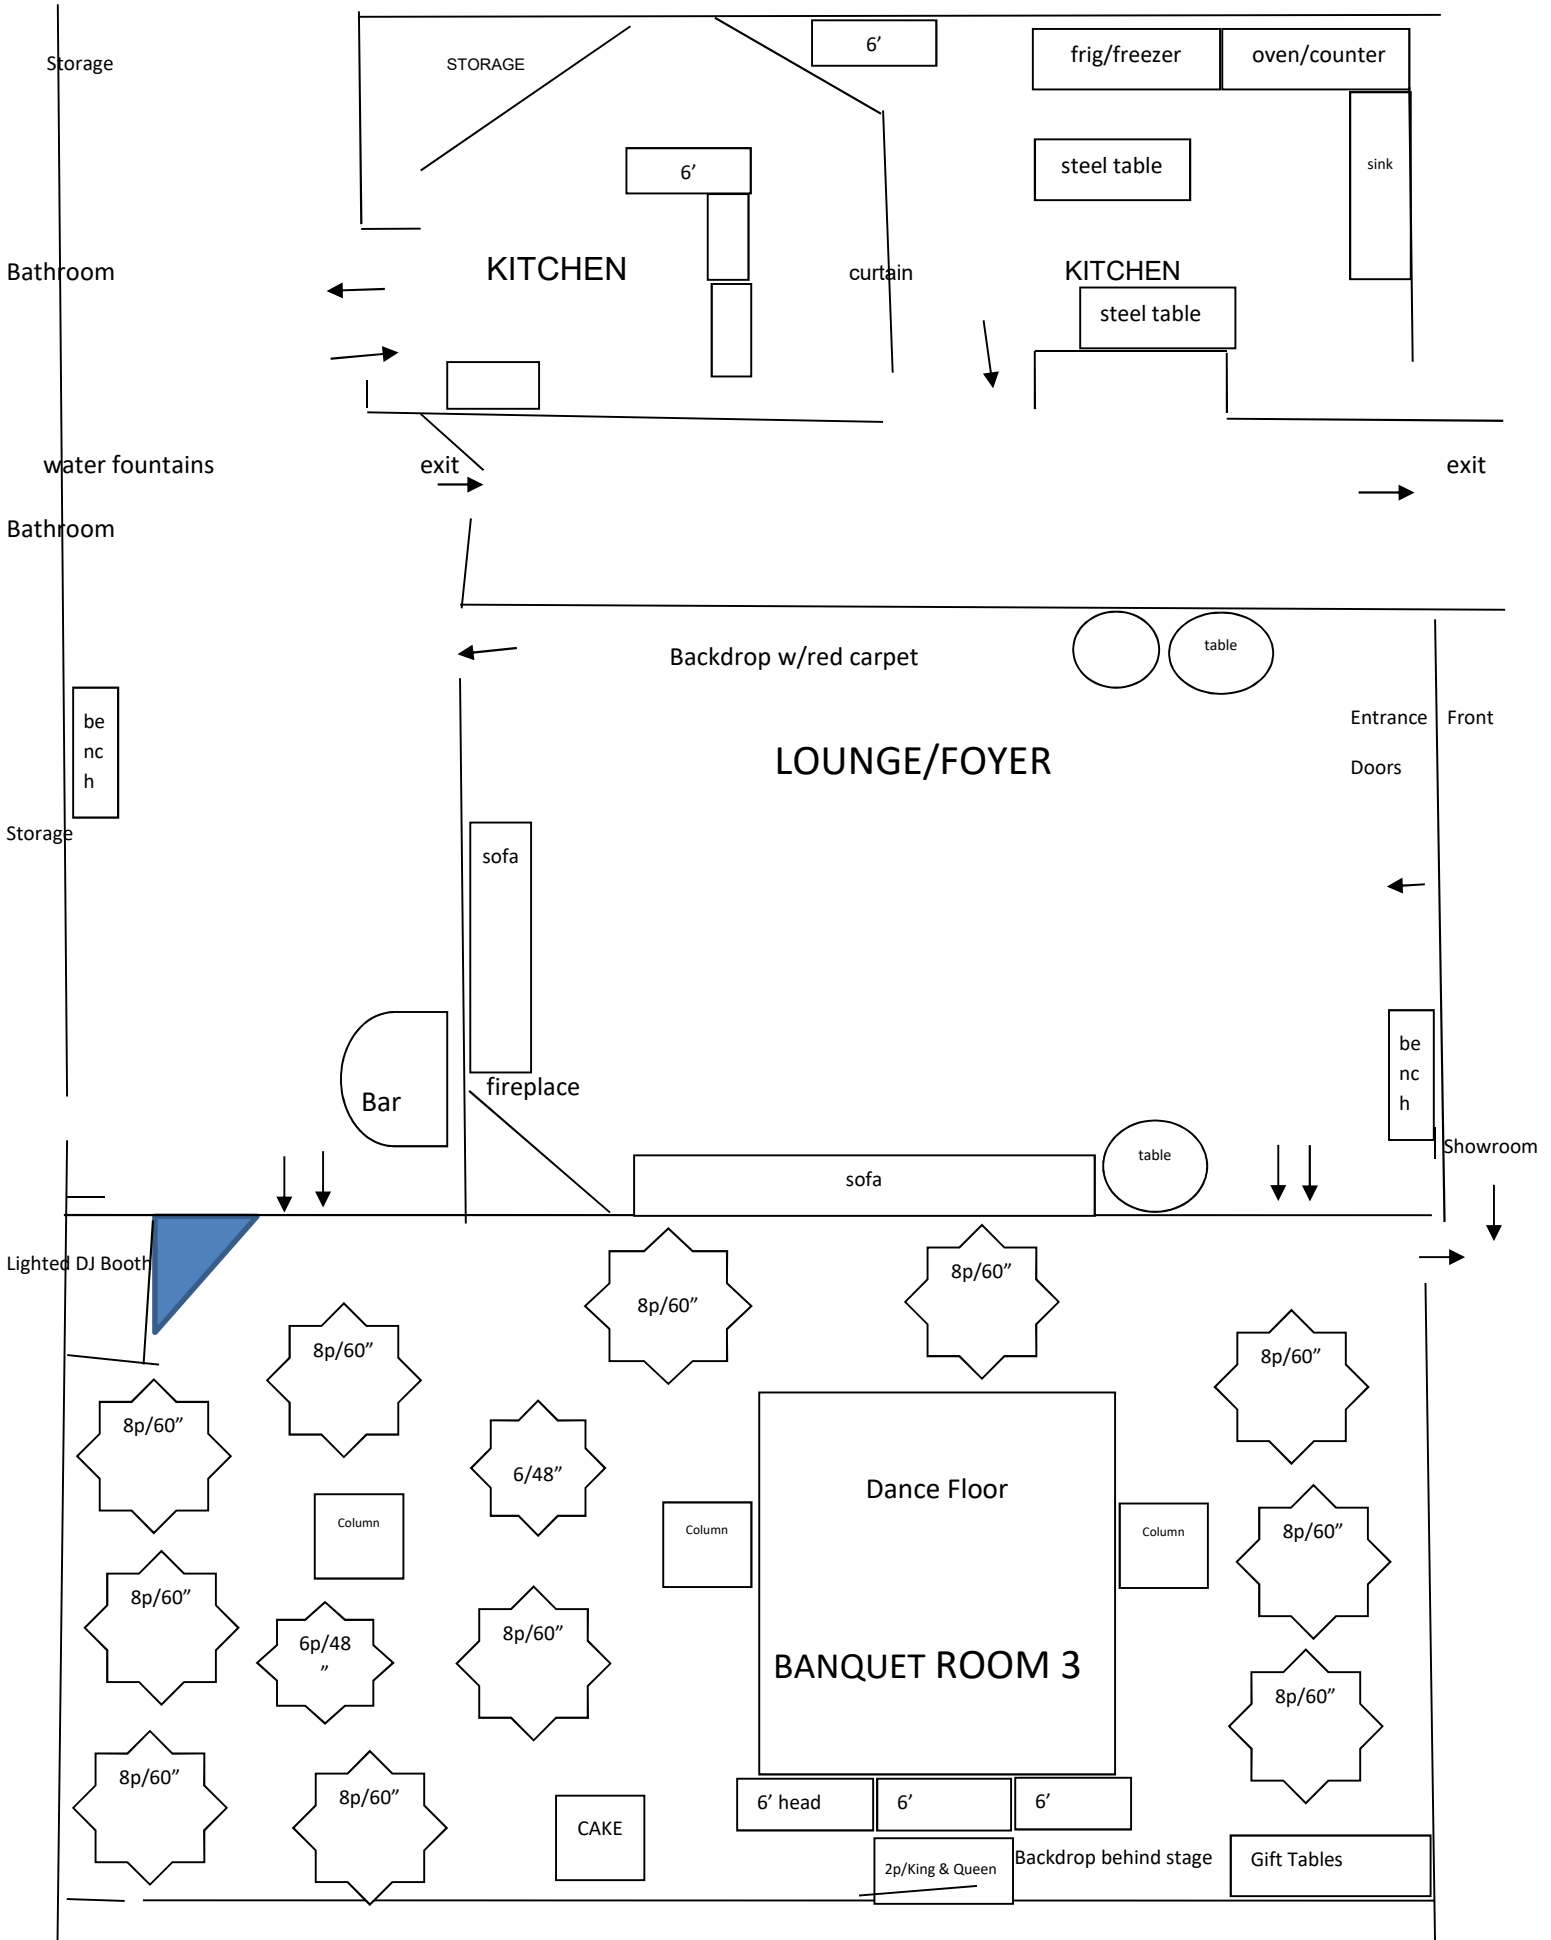 Storage
STORAGE
6’
frig/freezer
oven/counter
6’
steel table
sink
Bathroom
KITCHEN
curtain
KITCHEN
steel table
water fountains
exit
exit
Bathroom
Backdrop w/red carpet
table
be
nc
h
Entrance
Front
LOUNGE/FOYER
Doors
Storage
sofa
be
nc
h
fireplace
Bar
Showroom
table
sofa
Lighted DJ Booth
8p/60”
8p/60”
8p/60”
8p/60”
8p/60”
6/48”
Dance Floor
Column
Column
Column
8p/60”
8p/60”
6p/48
”
8p/60”
BANQUET ROOM 3
8p/60”
8p/60”
8p/60”
6’ head
6’
6’
CAKE
2p/King & Queen
Backdrop behind stage
Gift Tables